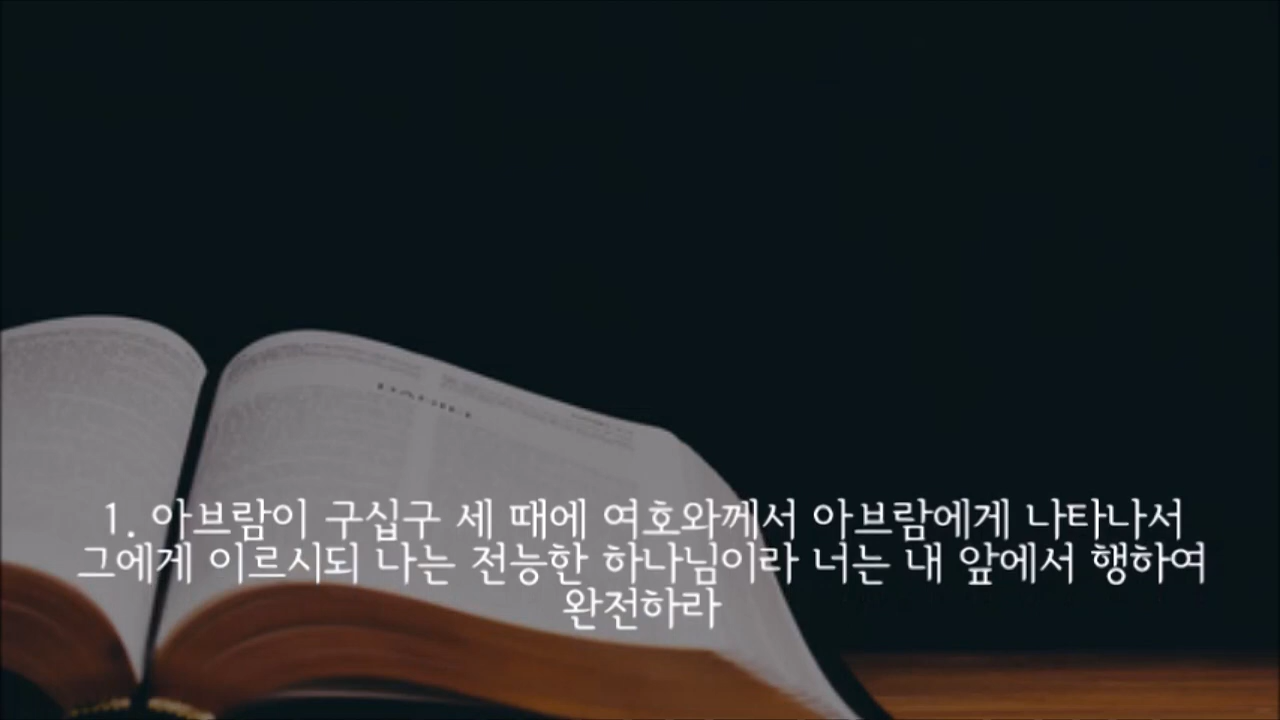 1. 아브람이 구십구 세 때에 여호와께서 아브람에게 나타나서
그에게 이르시되 나는 전능한 하나님이라 너는 내 앞에서 행하여
완전하라